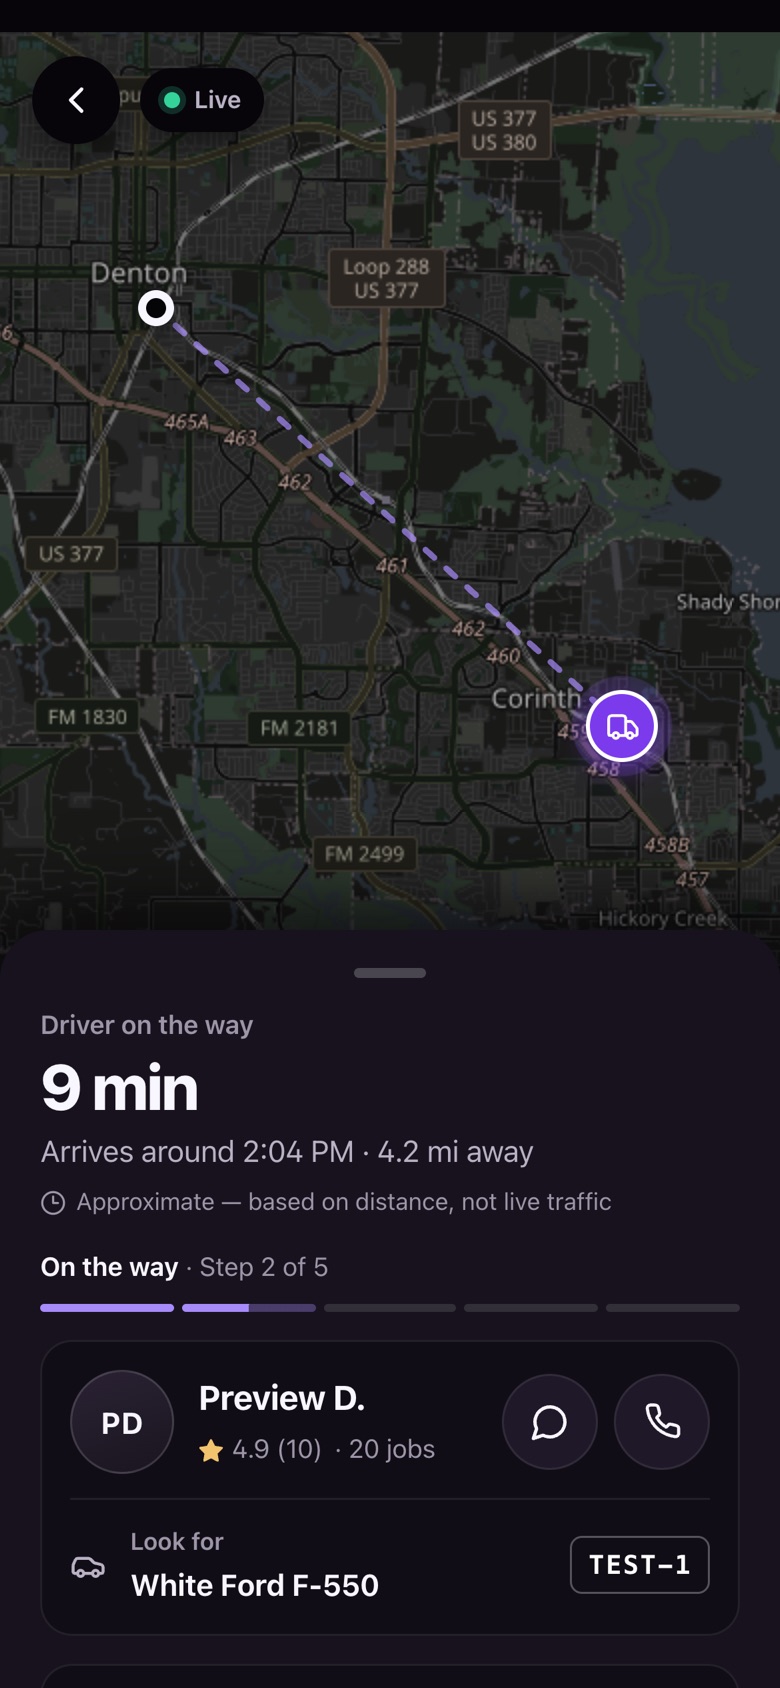 Live
US 377
US 380
Denton
Loop 288
US 377
465A
463
462
US 377
461
Shady Shor
462
460
Corinth
FM 1830
FM 2181
458
FM 2499
458B
457
Hickory Creek
Driver on the way
9 min
Arrives around 2:04 PM · 4.2 mi away
Approximate — based on distance, not live traffic
On the way · Step 2 of 5
PD
Preview D.
4.9 (10) · 20 jobs
Look for
White Ford F-550
TEST–1